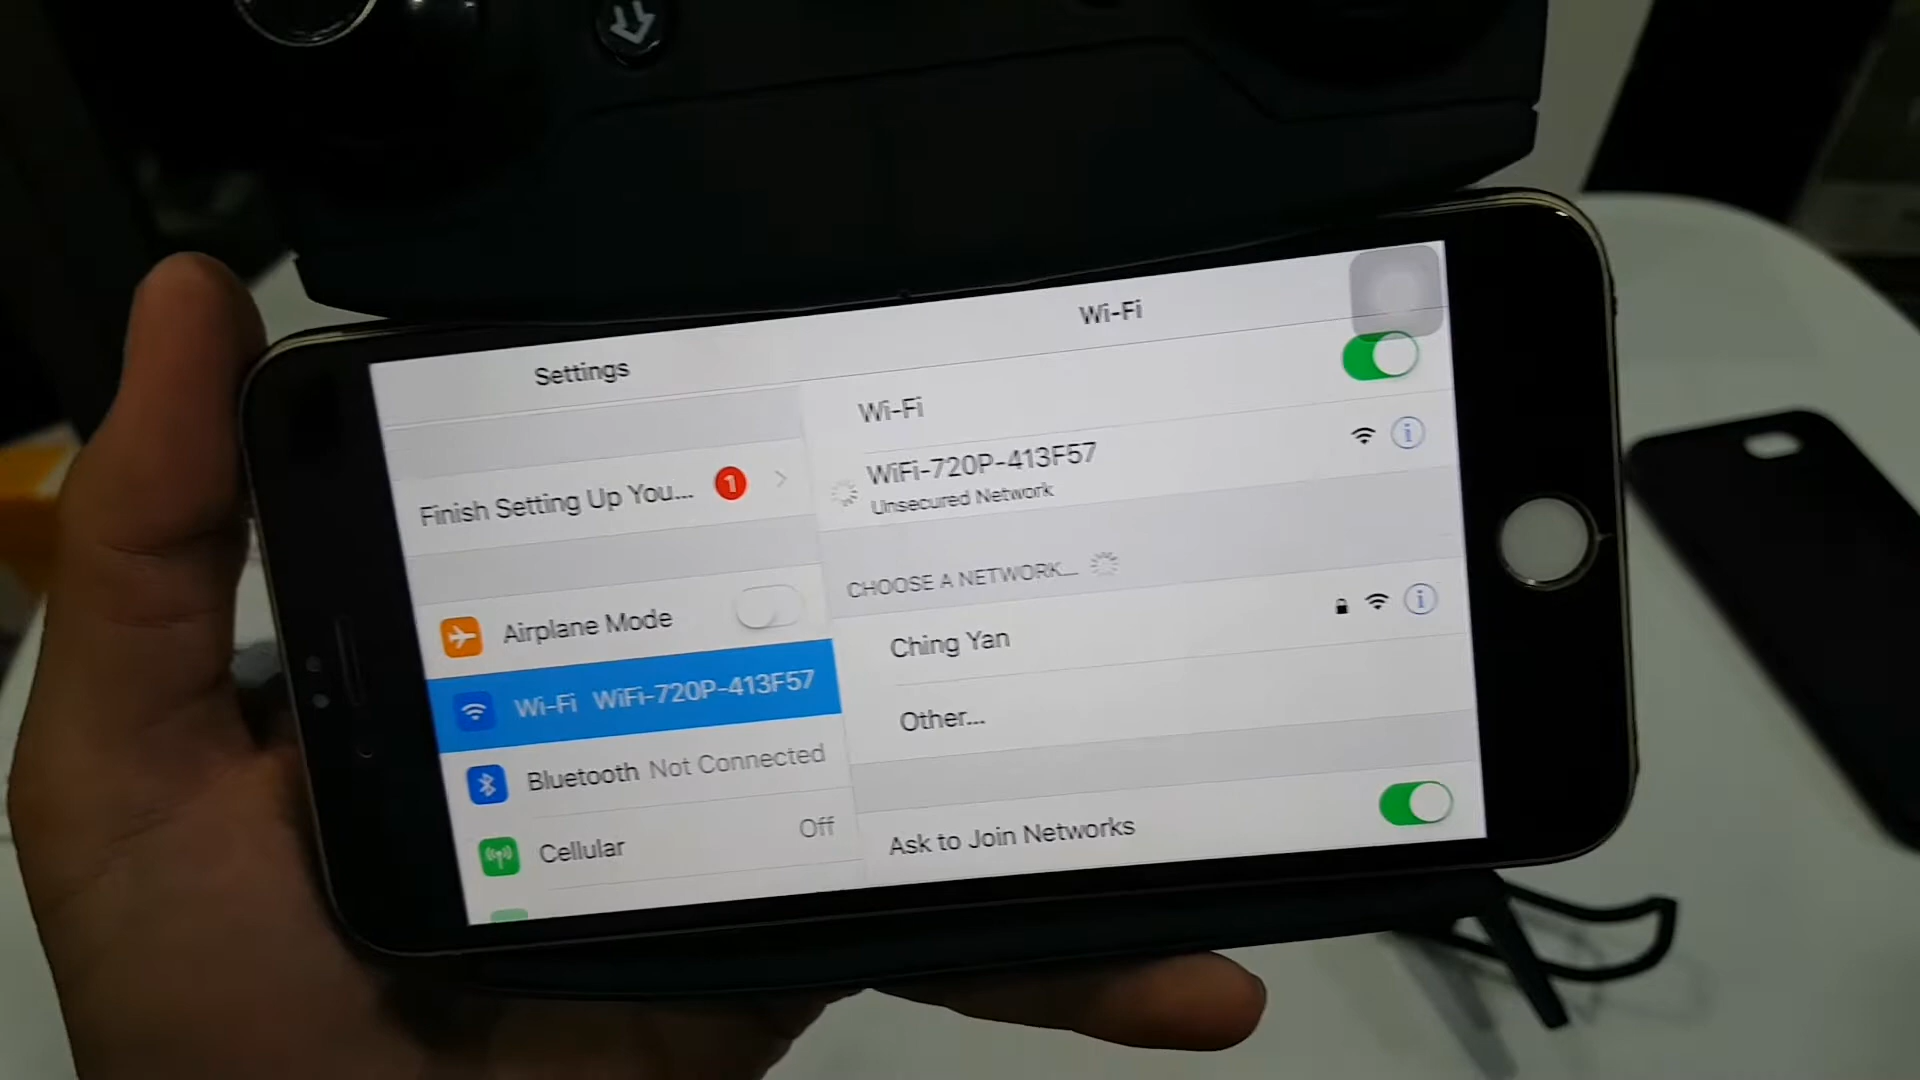 Settings
Finish Setting Up You... 1
Airplane Mode
Wi-Fi WiFi-720P-413F57
Bluetooth Not Connected
Cellular Off
Wi-Fi
Wi-Fi
WiFi-720P-413F57
Unsecured Network
CHOOSE A NETWORK...
Ching Yan
Other...
Ask to Join Networks